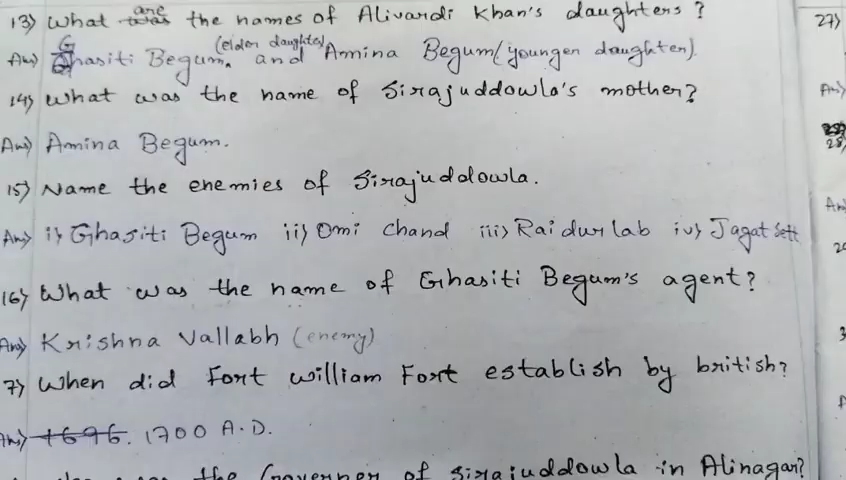 13) What are the names of Alivardi Khan's daughters?
Ans) Ghasiti Begum (elder daughter) and Amina Begum (younger daughter).
14) What was the name of Sirajuddowla's mother?
Ans) Amina Begum.
15) Name the enemies of Sirajuddowla.
Ans) i) Ghasiti Begum ii) Omi Chand iii) Raidurlab iv) Jagat Sett
16) What was the name of Ghasiti Begum's agent?
Ans) Krishna Vallabh (enemy)
7) When did Fort william Fort establish by british?
Ans) 1696. 1700 A.D.
the Governer of Sirajuddowla in Alinagar?
27)
Ans)
28)
An